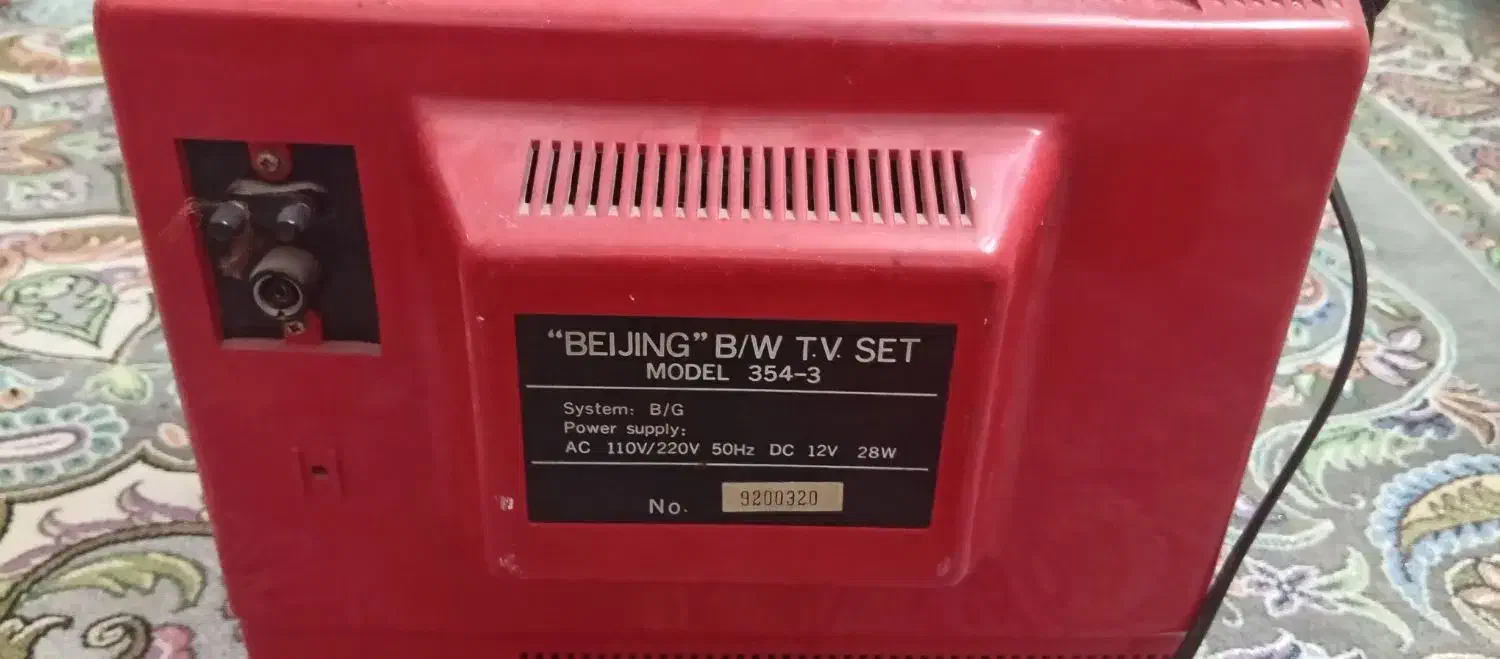 “BEIJING” B/W T.V. SET
MODEL 354-3
System: B/G
Power supply:
AC 110V/220V 50Hz DC 12V 28W
No. 9200320